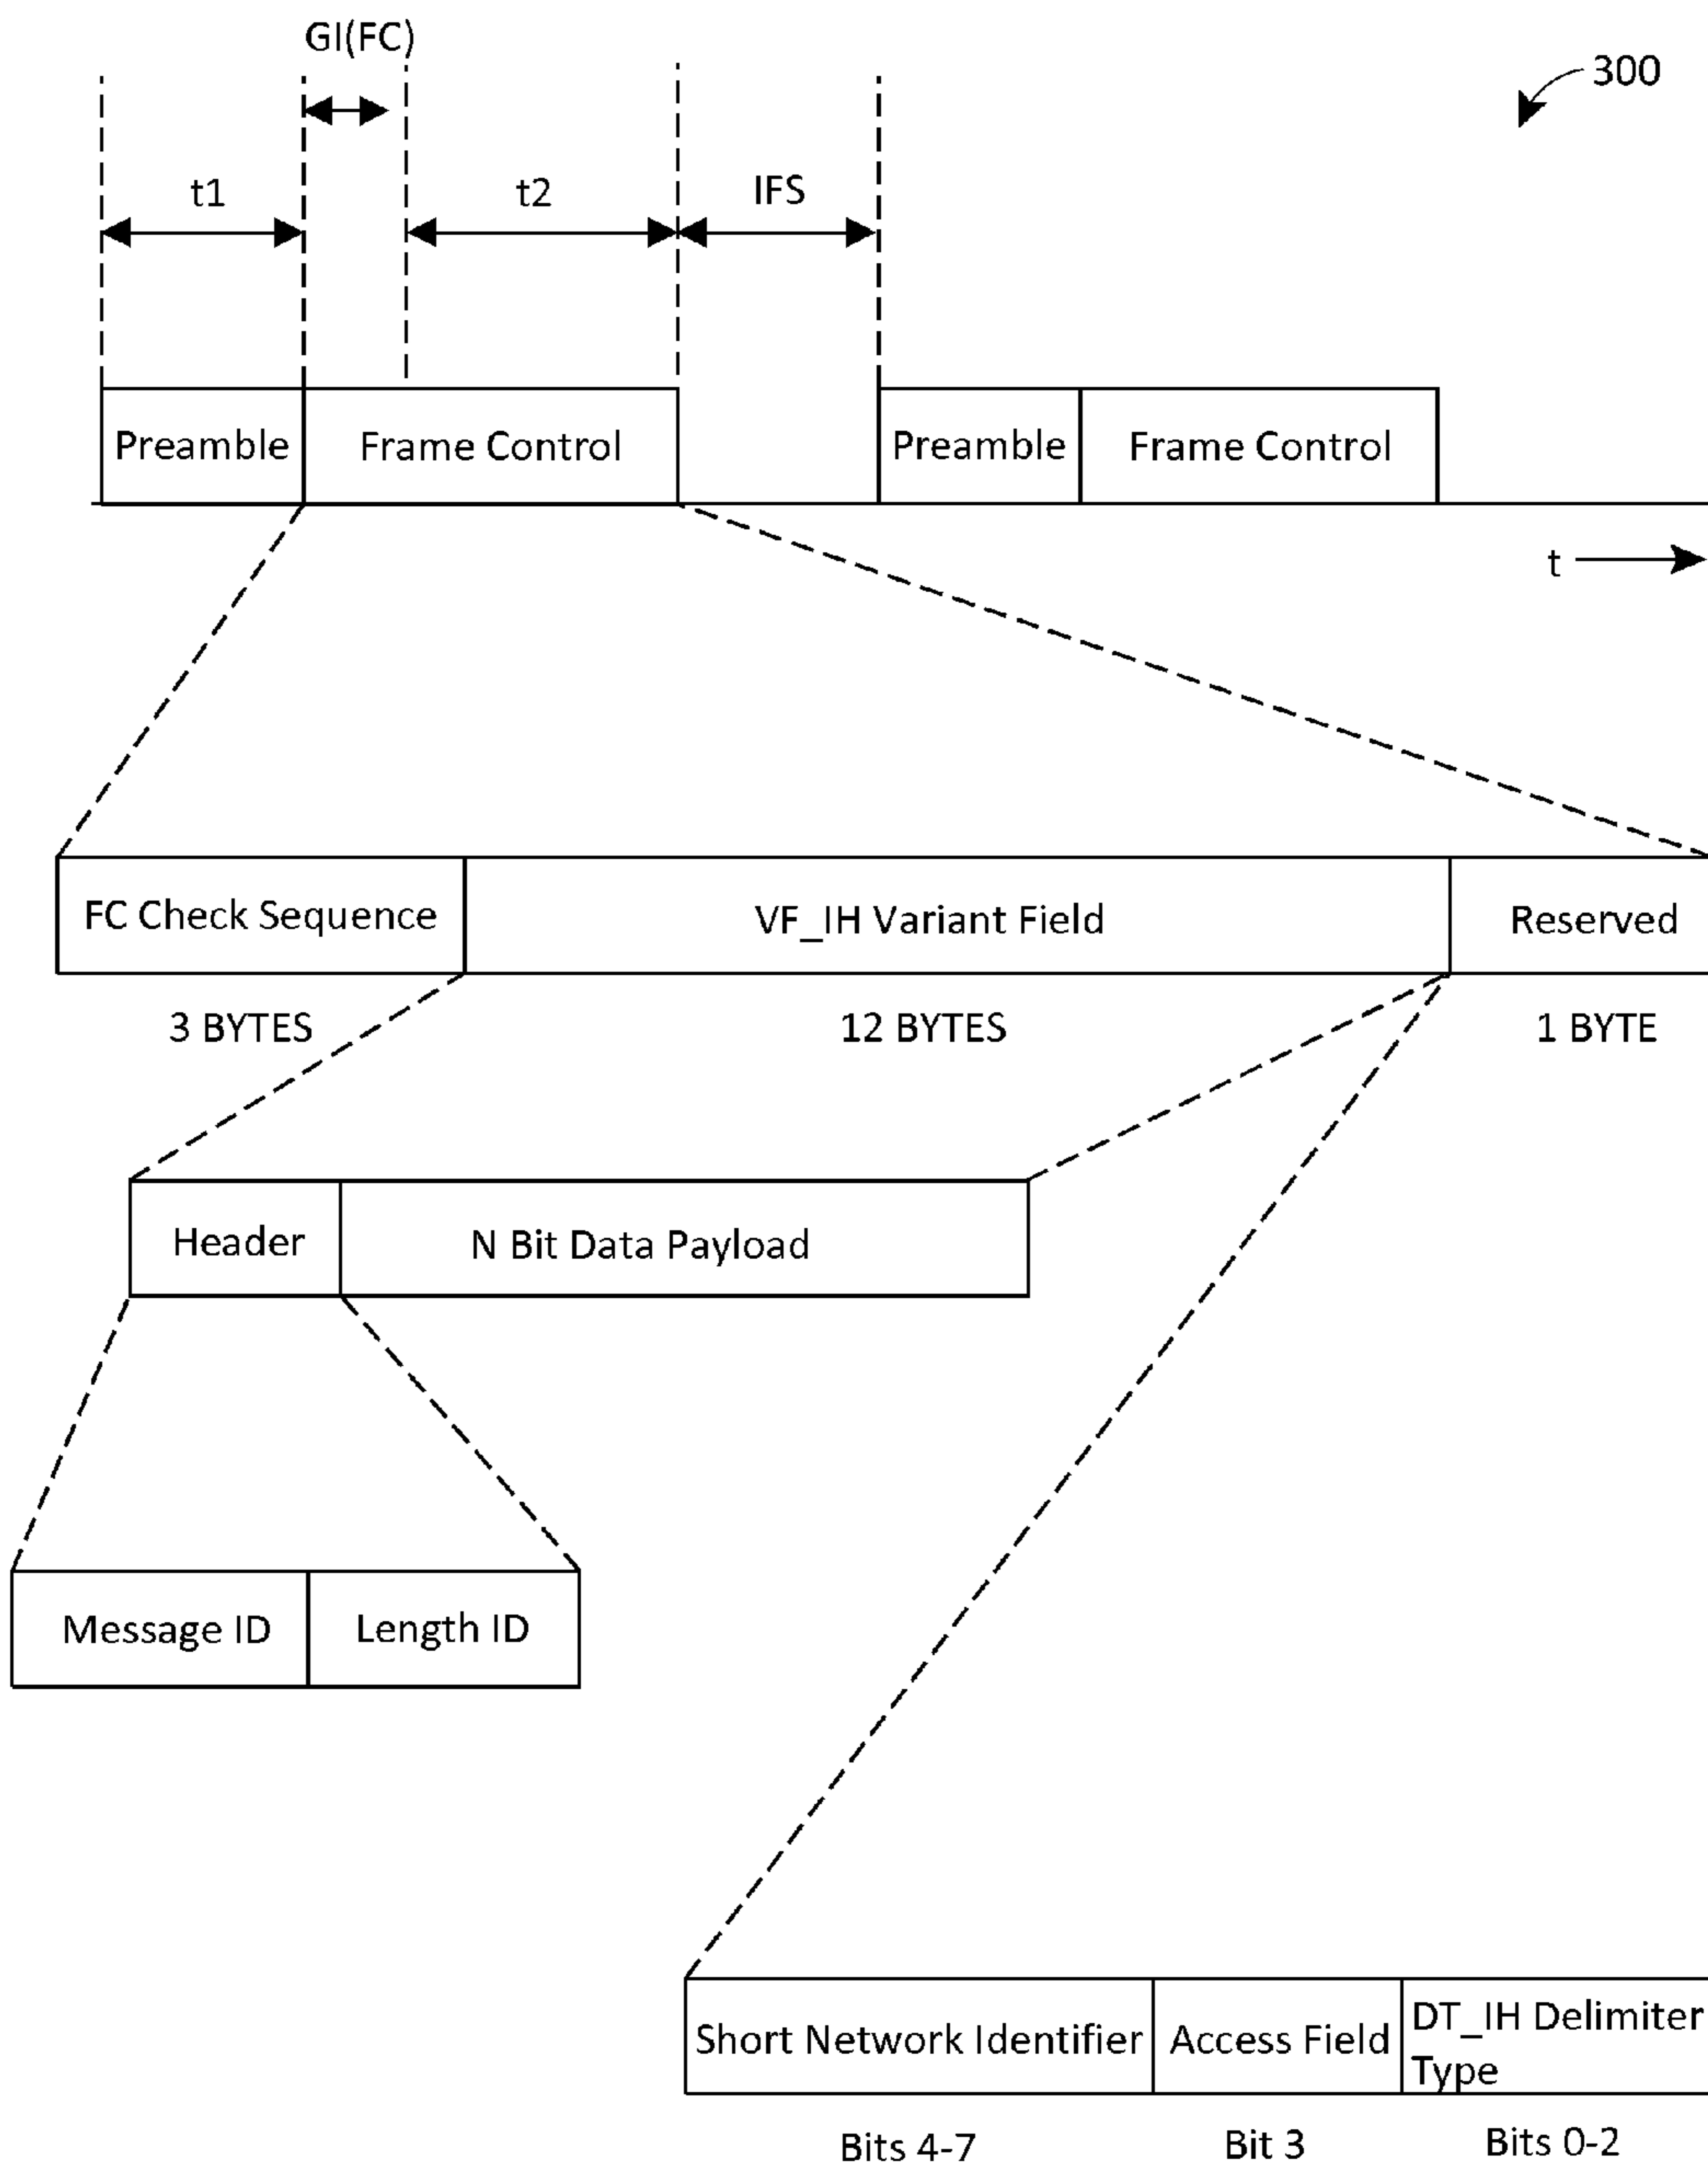 GI(FC)
300
t1
t2
IFS
Preamble
Frame Control
Preamble
Frame Control
t
FC Check Sequence
VF_IH Variant Field
Reserved
3 BYTES
12 BYTES
1 BYTE
Header
N Bit Data Payload
Message ID
Length ID
Short Network Identifier
Access Field
DT_IH Delimiter
Type
Bits 4-7
Bit 3
Bits 0-2